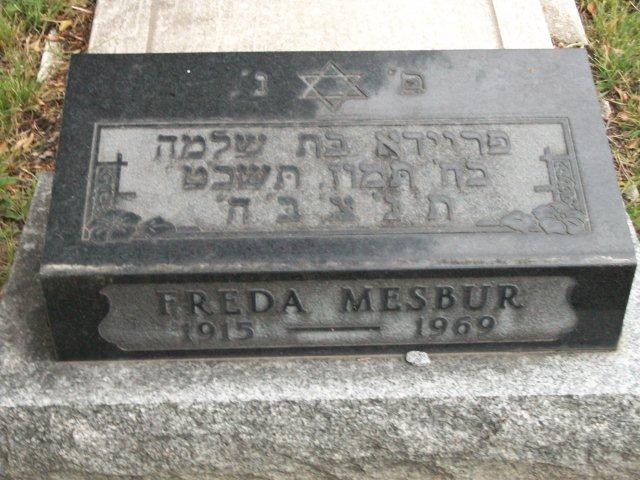 פ' נ'
פריידא בת שלמה
כח' תמוז תשכט'
ת' נ' צ' ב' ה'
FREDA MESBUR
1915 — 1969